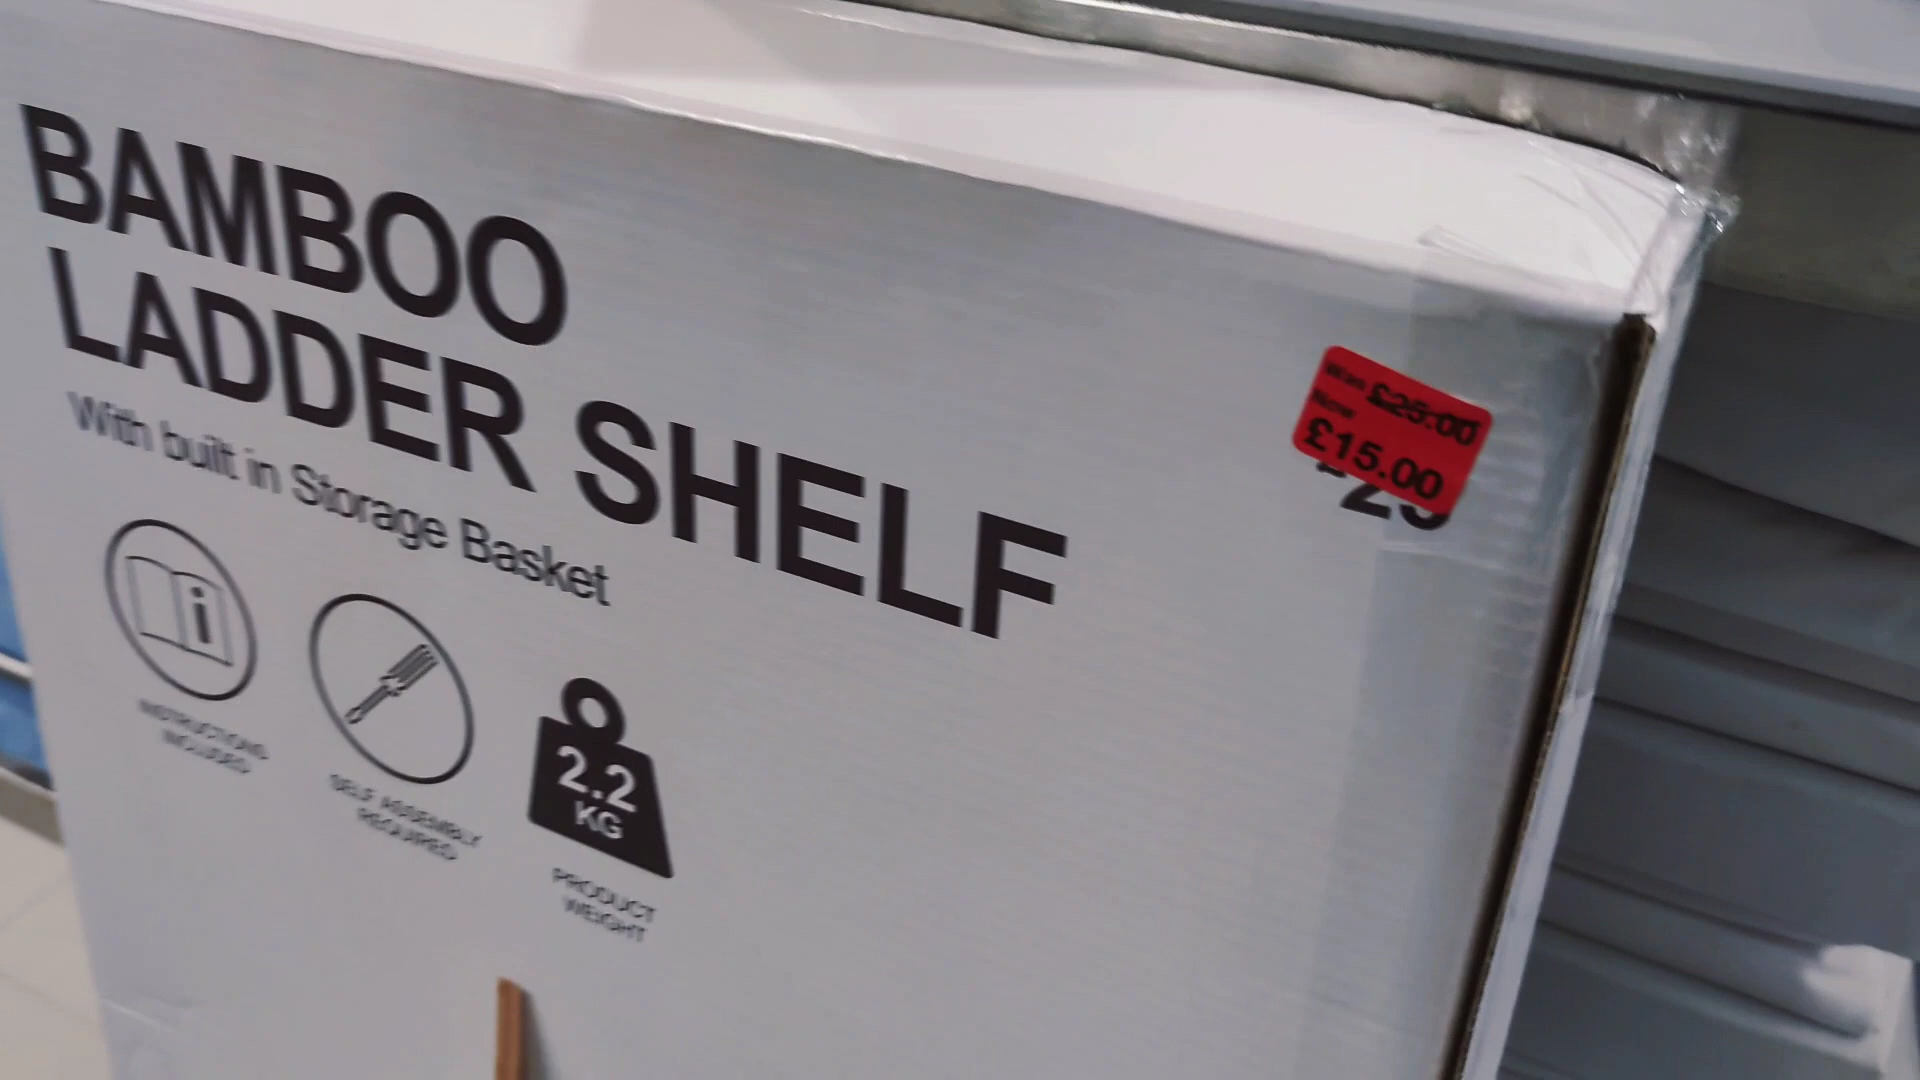 BAMBOO
LADDER SHELF
With built in Storage Basket
Was £25.00
Now
£15.00
INSTRUCTIONS
INCLUDED
SELF ASSEMBLY
REQUIRED
2.2
KG
PRODUCT
WEIGHT